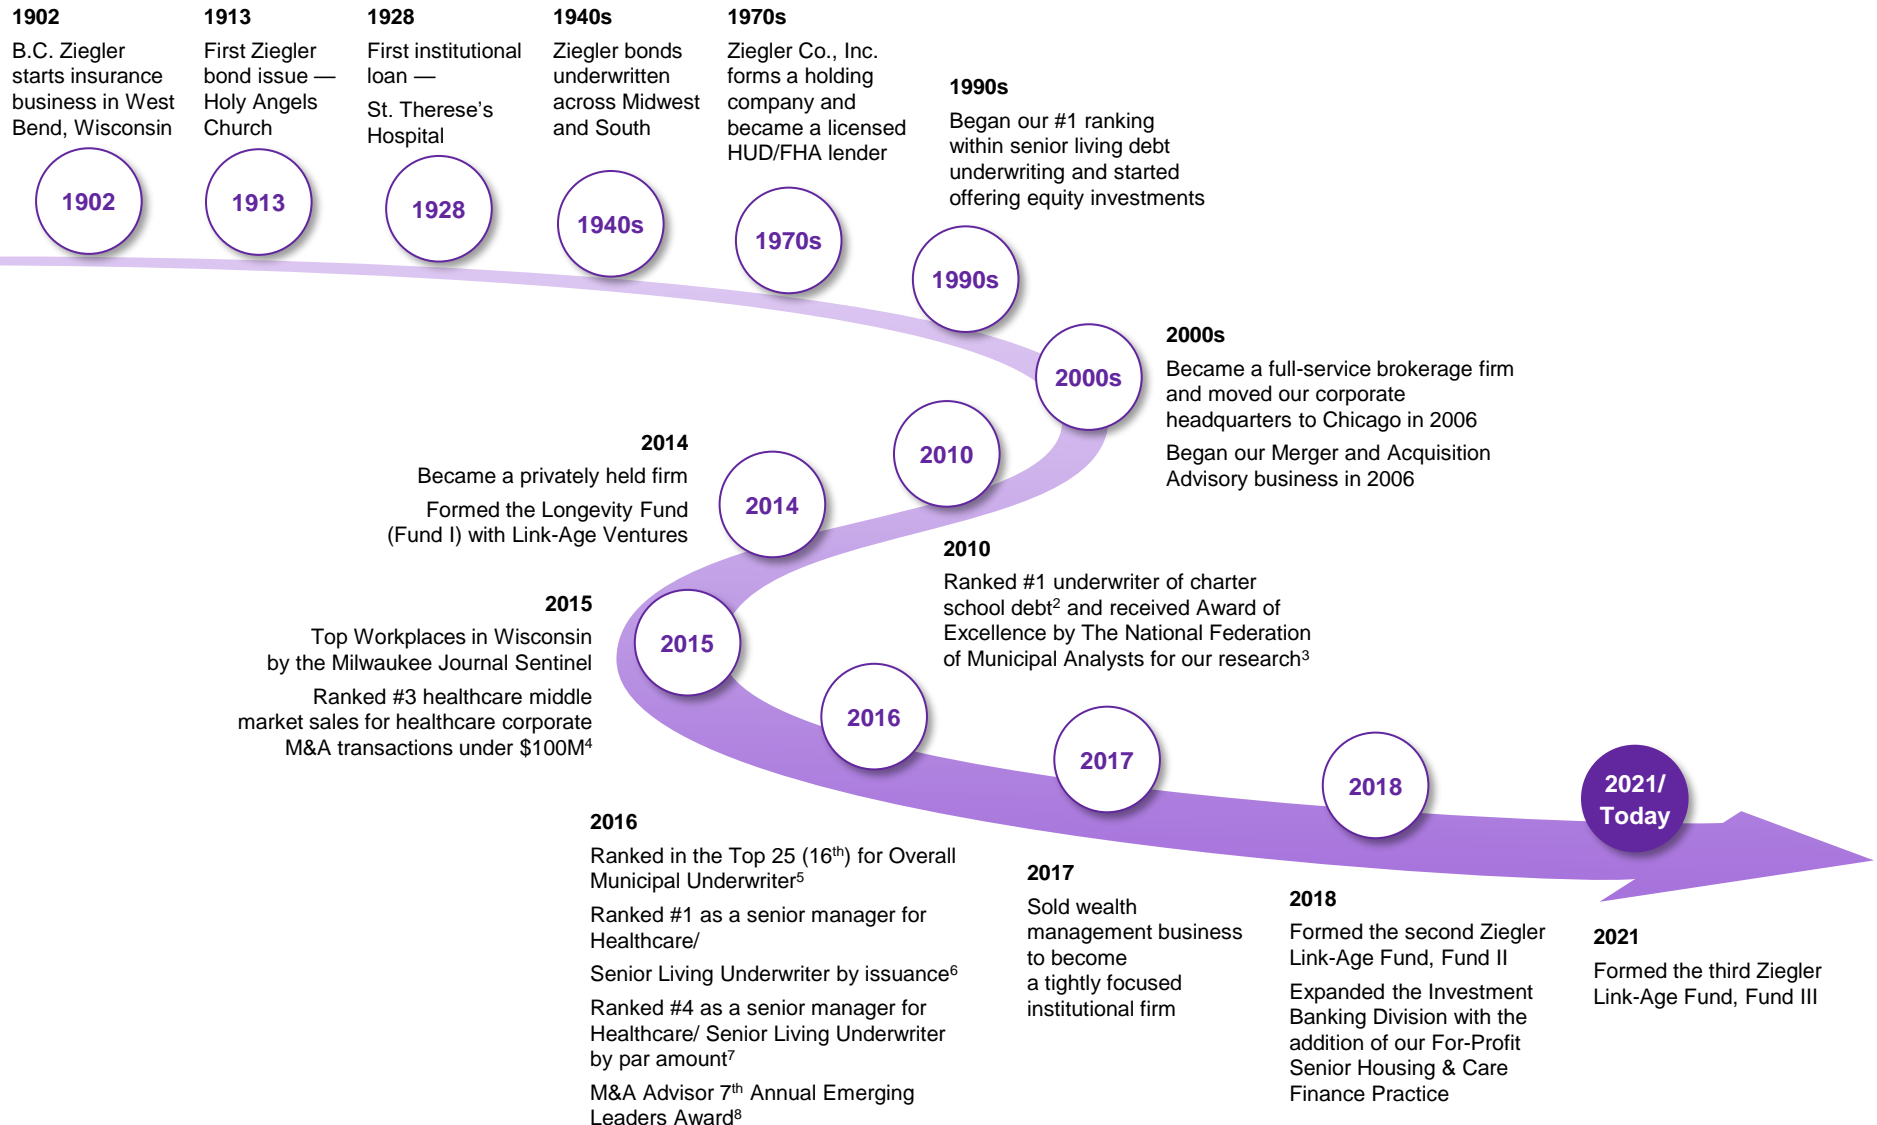 1902
B.C. Ziegler
starts insurance
business in West
Bend, Wisconsin
1902
1913
First Ziegler
bond issue —
Holy Angels
Church
1913
1928
First institutional
loan —
St. Therese’s
Hospital
1928
1940s
Ziegler bonds
underwritten
across Midwest
and South
1940s
1970s
Ziegler Co., Inc.
forms a holding
company and
became a licensed
HUD/FHA lender
1970s
1990s
Began our #1 ranking
within senior living debt
underwriting and started
offering equity investments
1990s
2000s
2000s
Became a full-service brokerage firm
and moved our corporate
headquarters to Chicago in 2006
Began our Merger and Acquisition
Advisory business in 2006
2010
2010
Ranked #1 underwriter of charter
school debt² and received Award of
Excellence by The National Federation
of Municipal Analysts for our research³
2014
Became a privately held firm
Formed the Longevity Fund
(Fund I) with Link-Age Ventures
2014
2015
Top Workplaces in Wisconsin
by the Milwaukee Journal Sentinel
Ranked #3 healthcare middle
market sales for healthcare corporate
M&A transactions under $100M⁴
2015
2016
2016
Ranked in the Top 25 (16th) for Overall
Municipal Underwriter⁵
Ranked #1 as a senior manager for
Healthcare/
Senior Living Underwriter by issuance⁶
Ranked #4 as a senior manager for
Healthcare/ Senior Living Underwriter
by par amount⁷
M&A Advisor 7th Annual Emerging
Leaders Award⁸
2017
2017
Sold wealth
management business
to become
a tightly focused
institutional firm
2018
2018
Formed the second Ziegler
Link-Age Fund, Fund II
Expanded the Investment
Banking Division with the
addition of our For-Profit
Senior Housing & Care
Finance Practice
2021/
Today
2021
Formed the third Ziegler
Link-Age Fund, Fund III